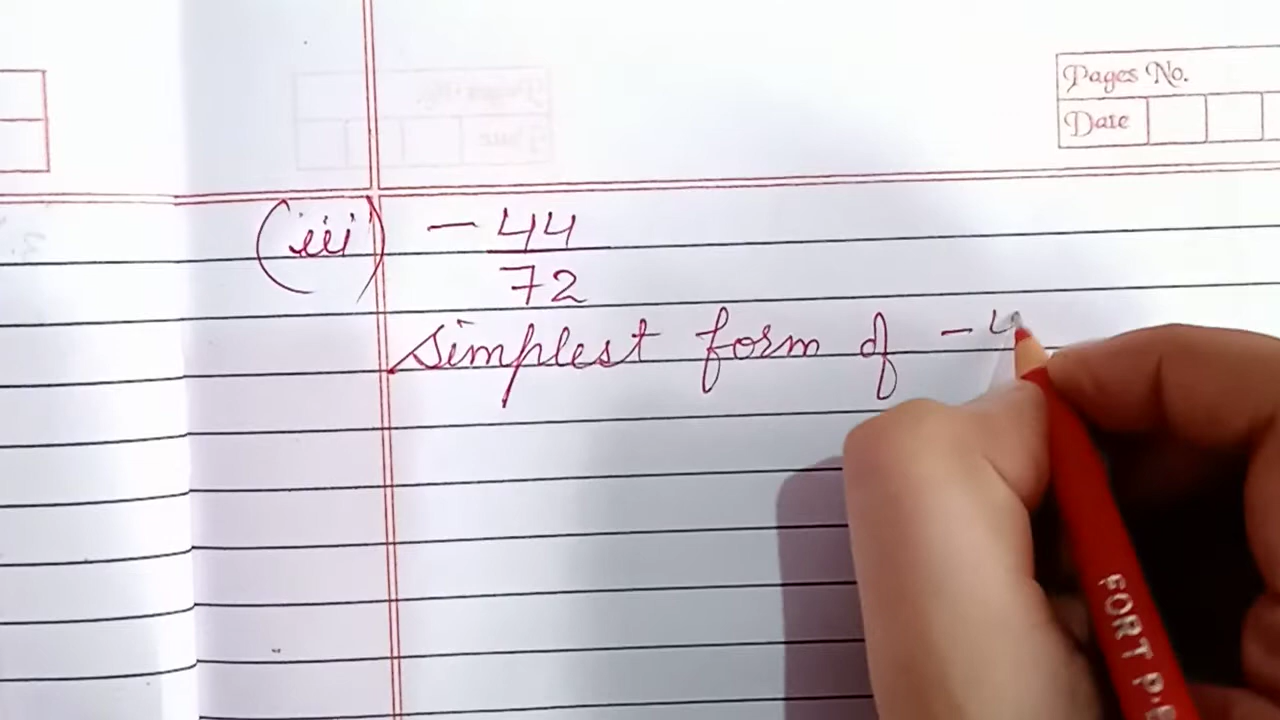 Pages No.
Date
(iii) -44
72
Simplest form of -4
FORT P.